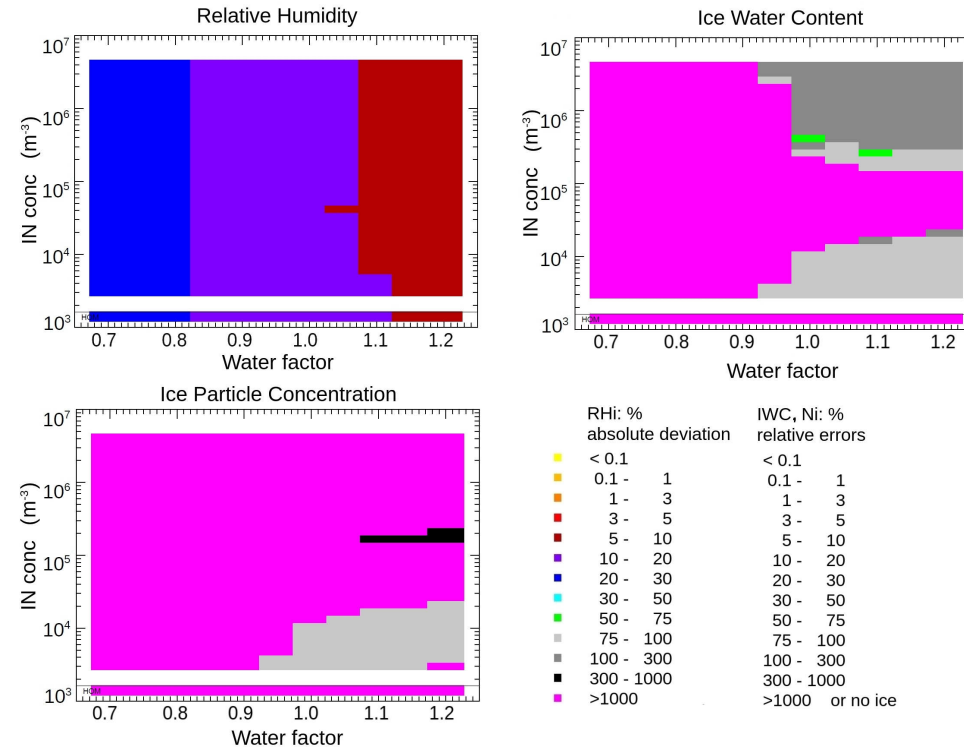 Relative Humidity
10⁷
10⁶
10⁵
10⁴
10³
IN conc (m⁻³)
HOM
0.7 0.8 0.9 1.0 1.1 1.2
Water factor
Ice Water Content
10⁷
10⁶
10⁵
10⁴
10³
IN conc (m⁻³)
HOM
0.7 0.8 0.9 1.0 1.1 1.2
Water factor
Ice Particle Concentration
10⁷
10⁶
10⁵
10⁴
10³
IN conc (m⁻³)
HOM
0.7 0.8 0.9 1.0 1.1 1.2
Water factor
RHi: % IWC, Ni: %
absolute deviation relative errors
< 0.1 < 0.1
0.1 - 1 0.1 - 1
1 - 3 1 - 3
3 - 5 3 - 5
5 - 10 5 - 10
10 - 20 10 - 20
20 - 30 20 - 30
30 - 50 30 - 50
50 - 75 50 - 75
75 - 100 75 - 100
100 - 300 100 - 300
300 - 1000 300 - 1000
>1000 >1000 or no ice